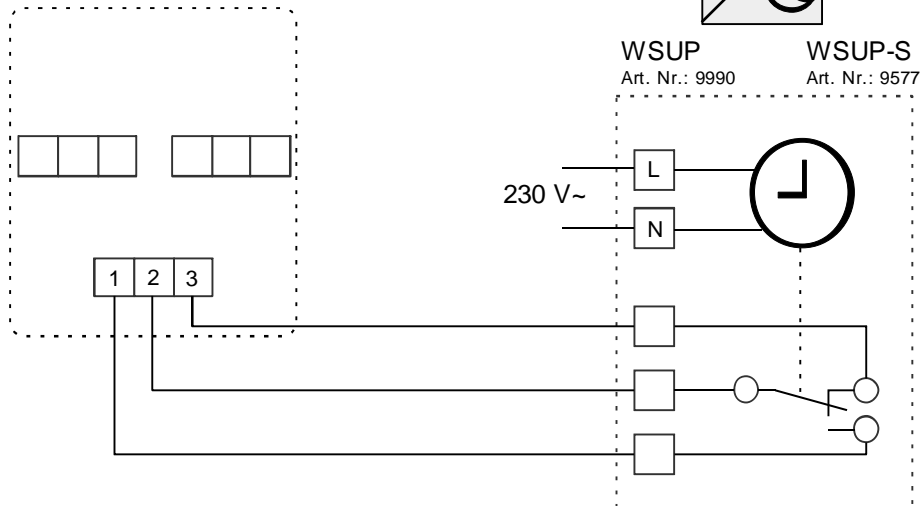 WSUP WSUP-S
Art. Nr.: 9990 Art. Nr.: 9577
L
230 V~
N
1 2 3